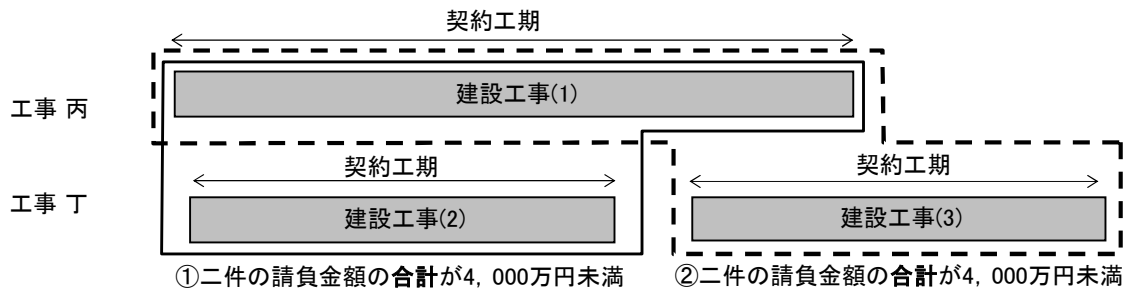 契約工期
工事 丙
建設工事(1)
契約工期
契約工期
工事 丁
建設工事(2)
建設工事(3)
①二件の請負金額の合計が4，000万円未満
②二件の請負金額の合計が4，000万円未満